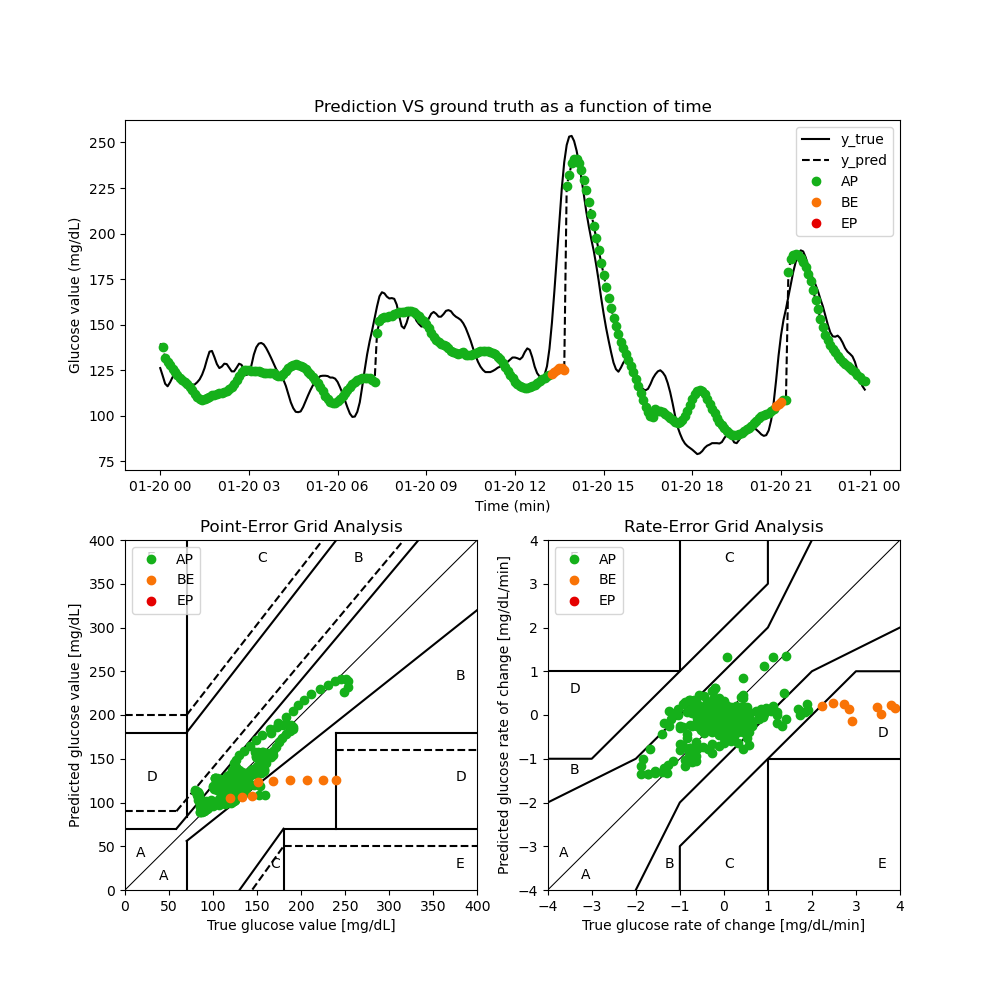 Prediction VS ground truth as a function of time
Glucose value (mg/dL)
250
225
200
175
150
125
100
75
y_true
y_pred
AP
BE
EP
01-20 00 01-20 03 01-20 06 01-20 09 01-20 12 01-20 15 01-20 18 01-20 21 01-21 00
Time (min)
Point-Error Grid Analysis
Predicted glucose value [mg/dL]
400
350
300
250
200
150
100
50
0
AP
BE
EP
C
B
B
D
D
A
A
C
E
0 50 100 150 200 250 300 350 400
True glucose value [mg/dL]
Rate-Error Grid Analysis
Predicted glucose rate of change [mg/dL/min]
4
3
2
1
0
−1
−2
−3
−4
AP
BE
EP
C
D
D
B
A
A
B
C
E
−4 −3 −2 −1 0 1 2 3 4
True glucose rate of change [mg/dL/min]